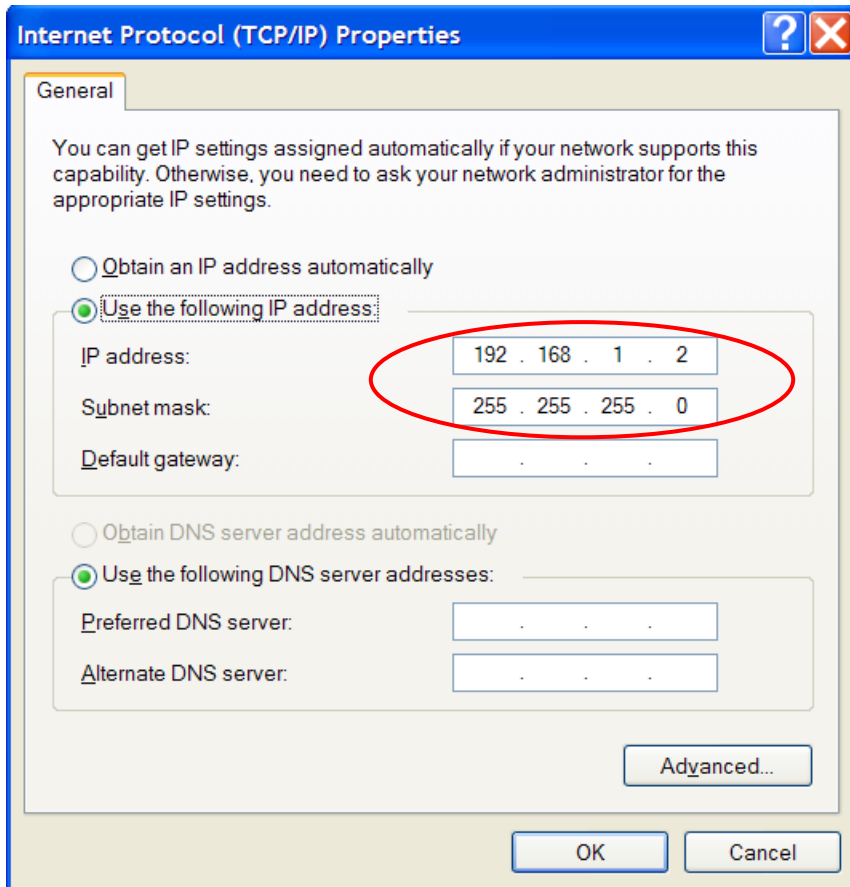 Internet Protocol (TCP/IP) Properties
General
You can get IP settings assigned automatically if your network supports this
capability. Otherwise, you need to ask your network administrator for the
appropriate IP settings.
Obtain an IP address automatically
Use the following IP address:
IP address: 192 . 168 . 1 . 2
Subnet mask: 255 . 255 . 255 . 0
Default gateway: . . .
Obtain DNS server address automatically
Use the following DNS server addresses:
Preferred DNS server: . . .
Alternate DNS server: . . .
Advanced...
OK Cancel